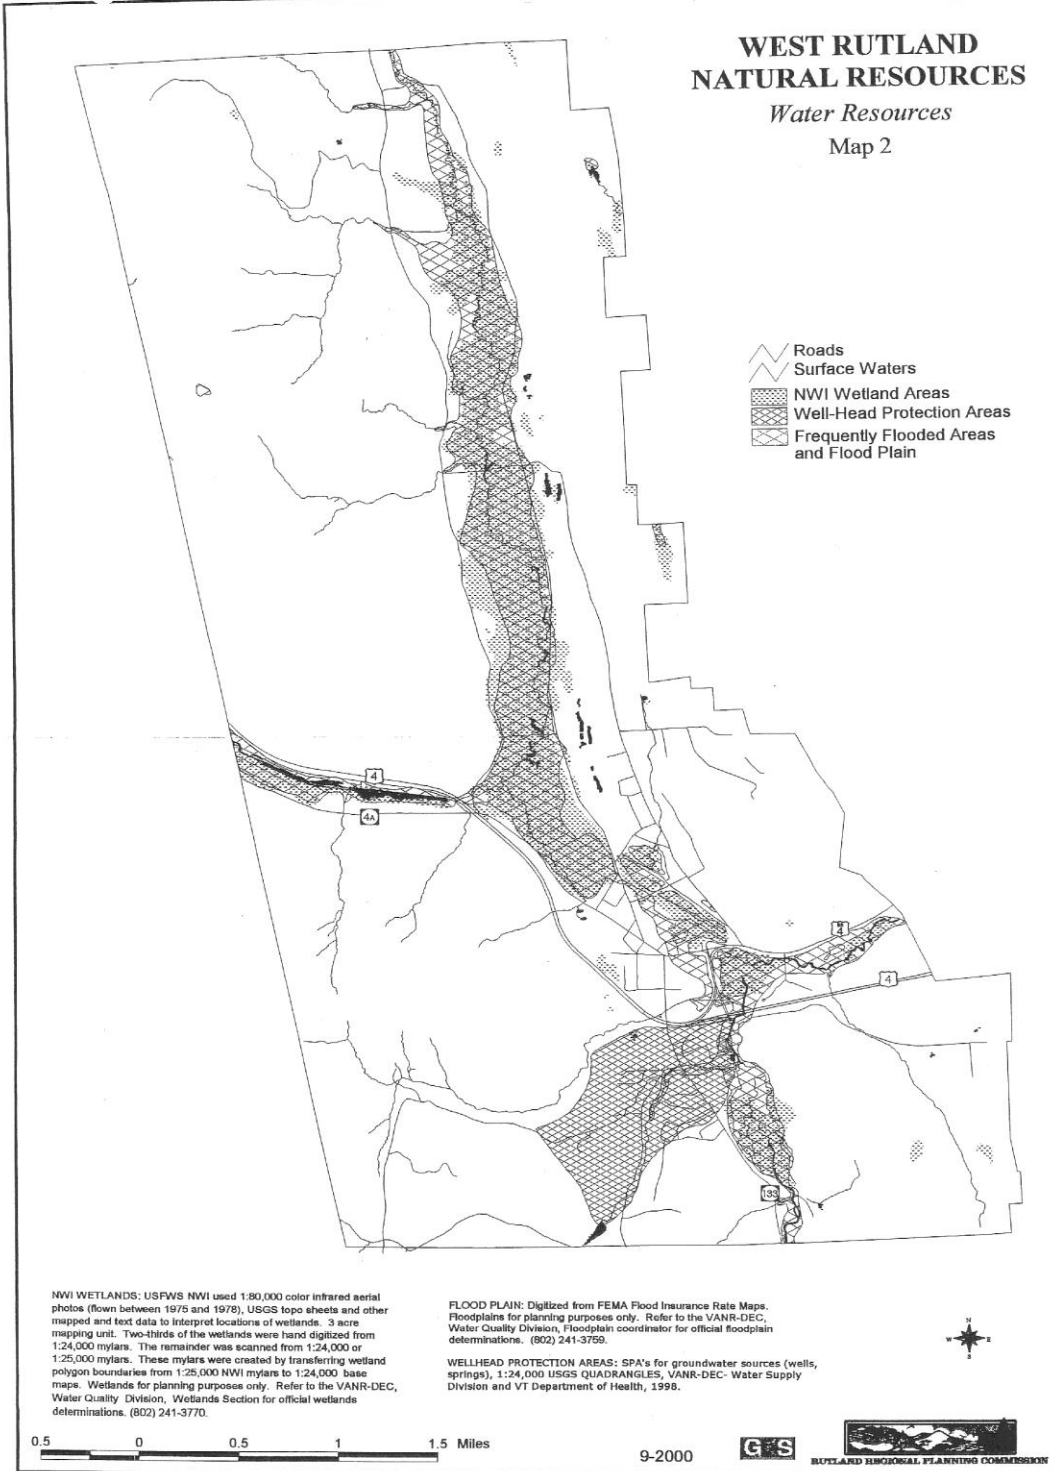 WEST RUTLAND
NATURAL RESOURCES
Water Resources
Map 2
Roads
Surface Waters
NWI Wetland Areas
Well-Head Protection Areas
Frequently Flooded Areas
and Flood Plain
4
4A
4
4
133
NWI WETLANDS: USFWS NWI used 1:80,000 color infrared aerial
photos (flown between 1975 and 1978), USGS topo sheets and other
mapped and text data to interpret locations of wetlands. 3 acre
mapping unit. Two-thirds of the wetlands were hand digitized from
1:24,000 mylars. The remainder was scanned from 1:24,000 or
1:25,000 mylars. These mylars were created by transferring wetland
polygon boundaries from 1:25,000 NWI mylars to 1:24,000 base
maps. Wetlands for planning purposes only. Refer to the VANR-DEC,
Water Quality Division, Wetlands Section for official wetlands
determinations. (802) 241-3770.
FLOOD PLAIN: Digitized from FEMA Flood Insurance Rate Maps.
Floodplains for planning purposes only. Refer to the VANR-DEC,
Water Quality Division, Floodplain coordinator for official floodplain
determinations. (802) 241-3759.
WELLHEAD PROTECTION AREAS: SPA's for groundwater sources (wells,
springs), 1:24,000 USGS QUADRANGLES, VANR-DEC- Water Supply
Division and VT Department of Health, 1998.
N
W E
S
0.5 0 0.5 1 1.5 Miles
9-2000
RUTLAND REGIONAL PLANNING COMMISSION